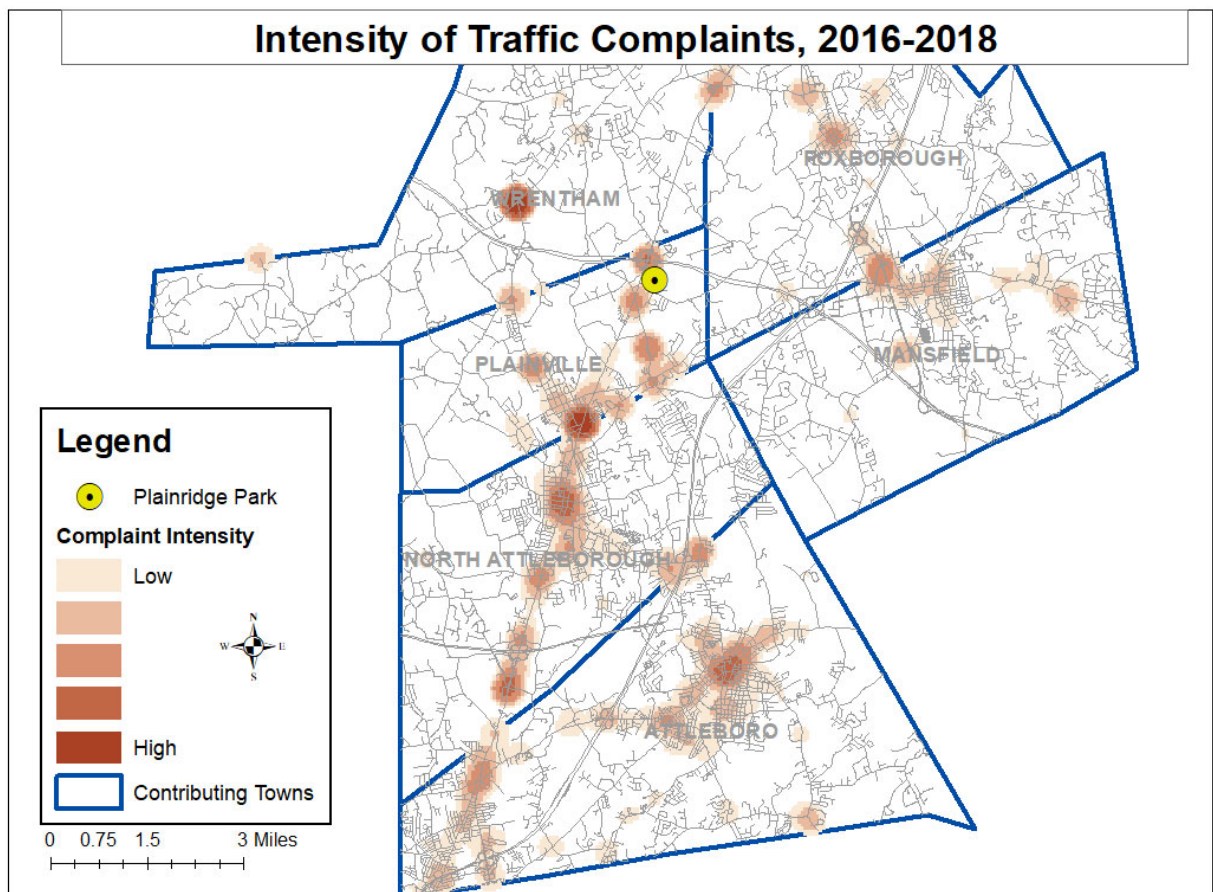 Intensity of Traffic Complaints, 2016-2018
FOXBOROUGH
WRENTHAM
PLAINVILLE
MANSFIELD
NORTH ATTLEBOROUGH
ATTLEBORO
Legend
Plainridge Park
Complaint Intensity
Low
N
W E
S
High
Contributing Towns
0 0.75 1.5 3 Miles